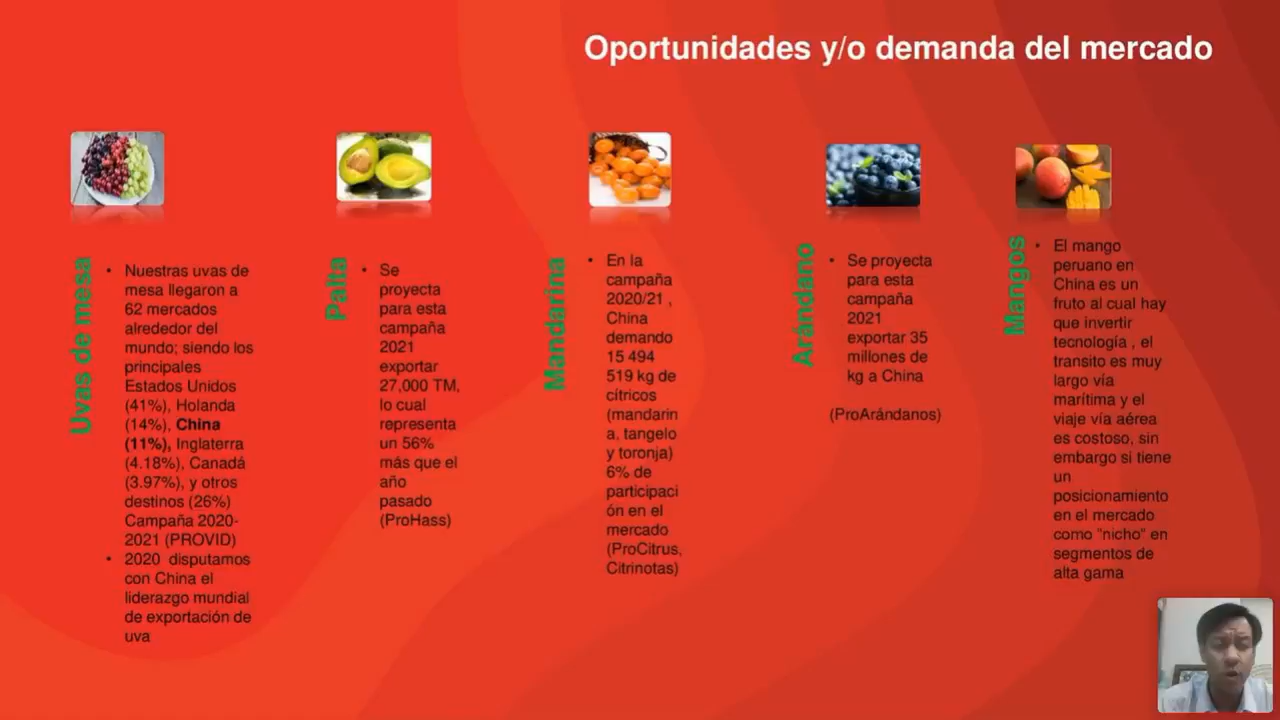 Oportunidades y/o demanda del mercado
Uvas de mesa
• Nuestras uvas de
mesa llegaron a
62 mercados
alrededor del
mundo; siendo los
principales
Estados Unidos
(41%), Holanda
(14%), China
(11%), Inglaterra
(4.18%), Canadá
(3.97%), y otros
destinos (26%)
Campaña 2020-
2021 (PROVID)
• 2020 disputamos
con China el
liderazgo mundial
de exportación de
uva
Palta
• Se
proyecta
para esta
campaña
2021
exportar
27,000 TM,
lo cual
representa
un 56%
más que el
año
pasado
(ProHass)
Mandarina
• En la
campaña
2020/21 ,
China
demando
15 494
519 kg de
cítricos
(mandarin
a, tangelo
y toronja)
6% de
participaci
ón en el
mercado
(ProCitrus,
Citrinotas)
Arándano
• Se proyecta
para esta
campaña
2021
exportar 35
millones de
kg a China
(ProArándanos)
Mangos
• El mango
peruano en
China es un
fruto al cual hay
que invertir
tecnología , el
transito es muy
largo vía
marítima y el
viaje vía aérea
es costoso, sin
embargo si tiene
un
posicionamiento
en el mercado
como "nicho" en
segmentos de
alta gama